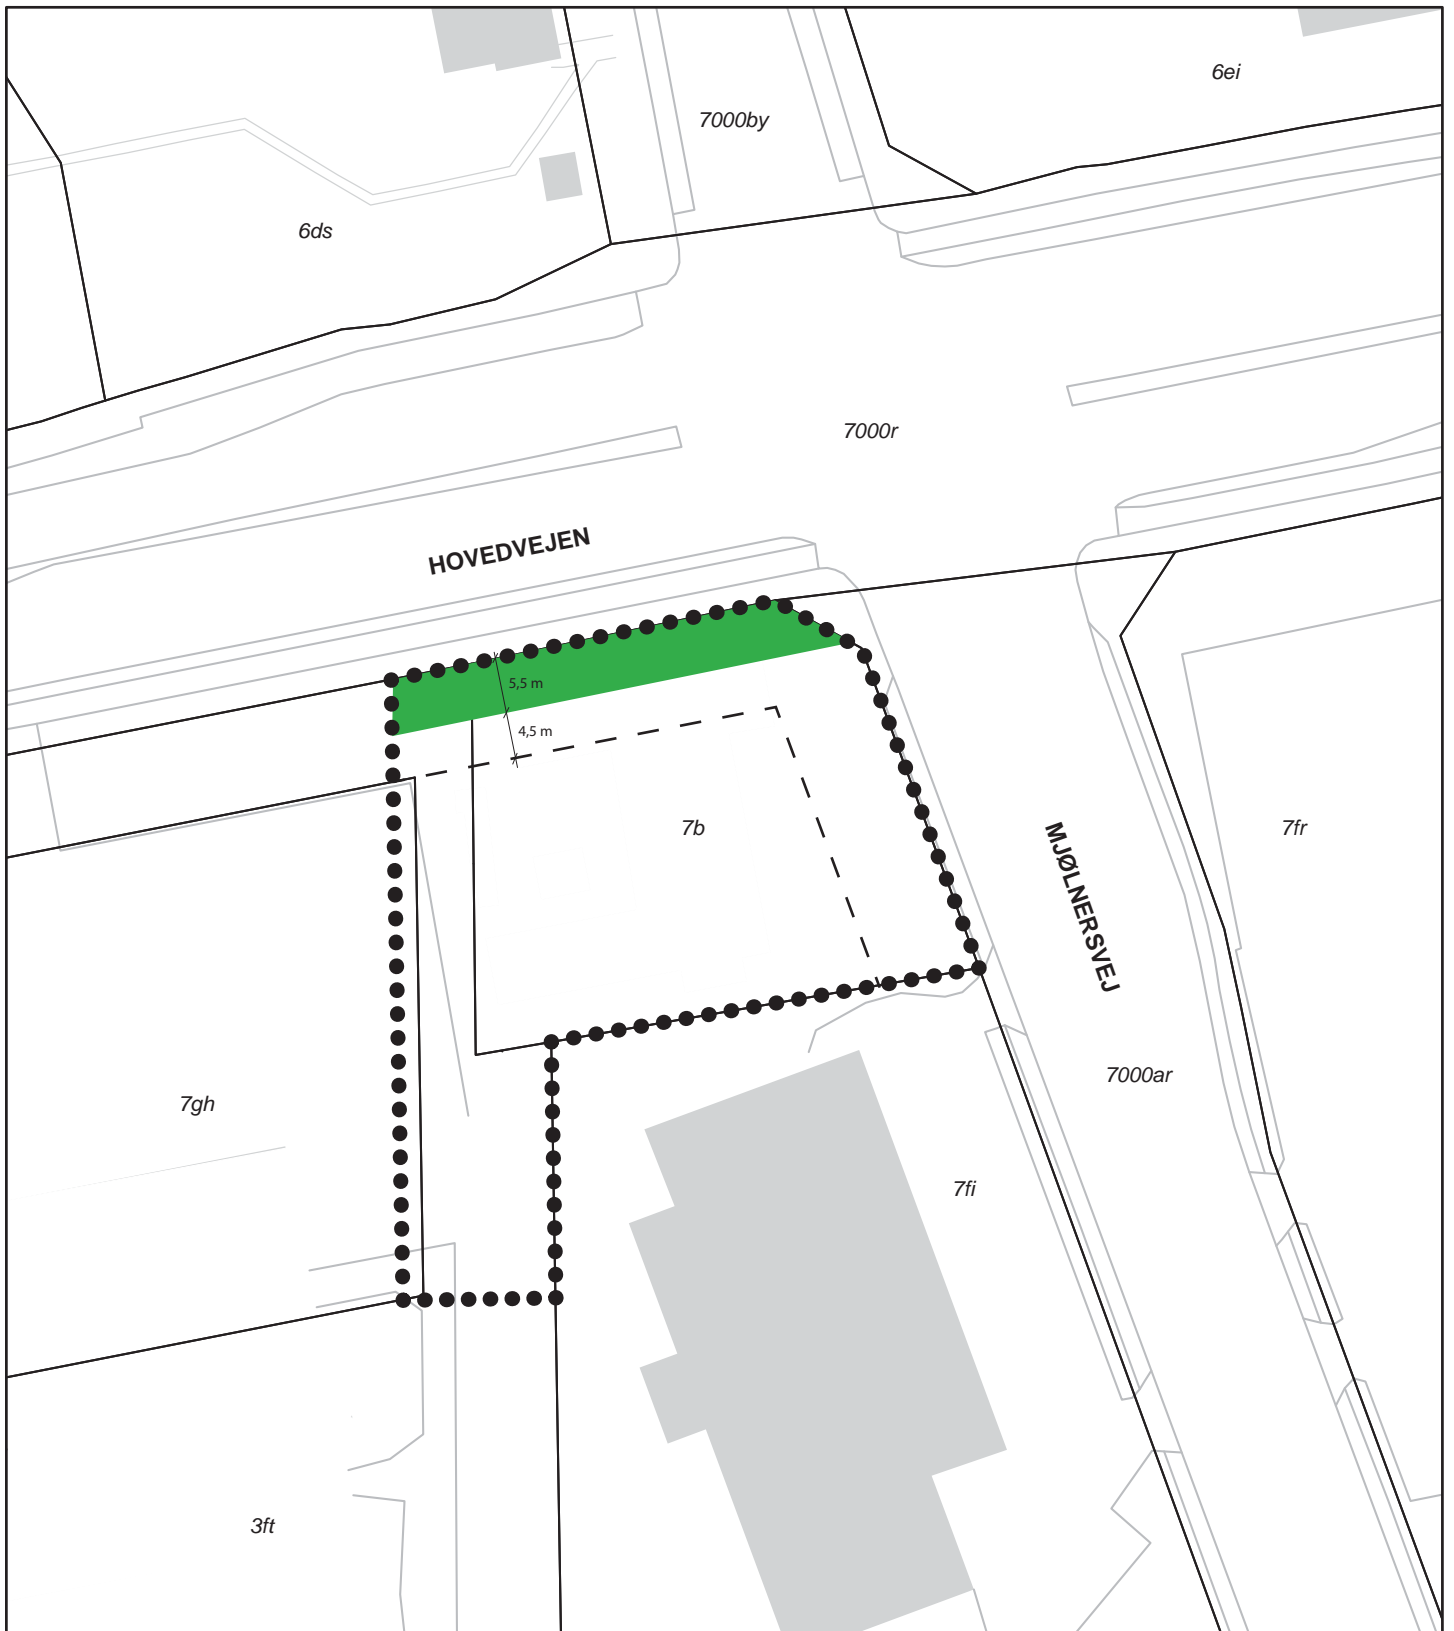 6ei
7000by
6ds
7000r
HOVEDVEJEN
5,5 m
4,5 m
7b
7fr
MJØLNERSVEJ
7000ar
7gh
7fi
3ft